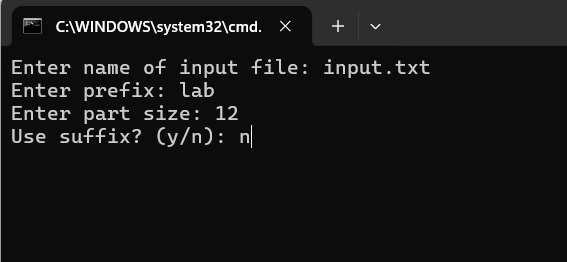 C:\WINDOWS\system32\cmd.
Enter name of input file: input.txt
Enter prefix: lab
Enter part size: 12
Use suffix? (y/n): n